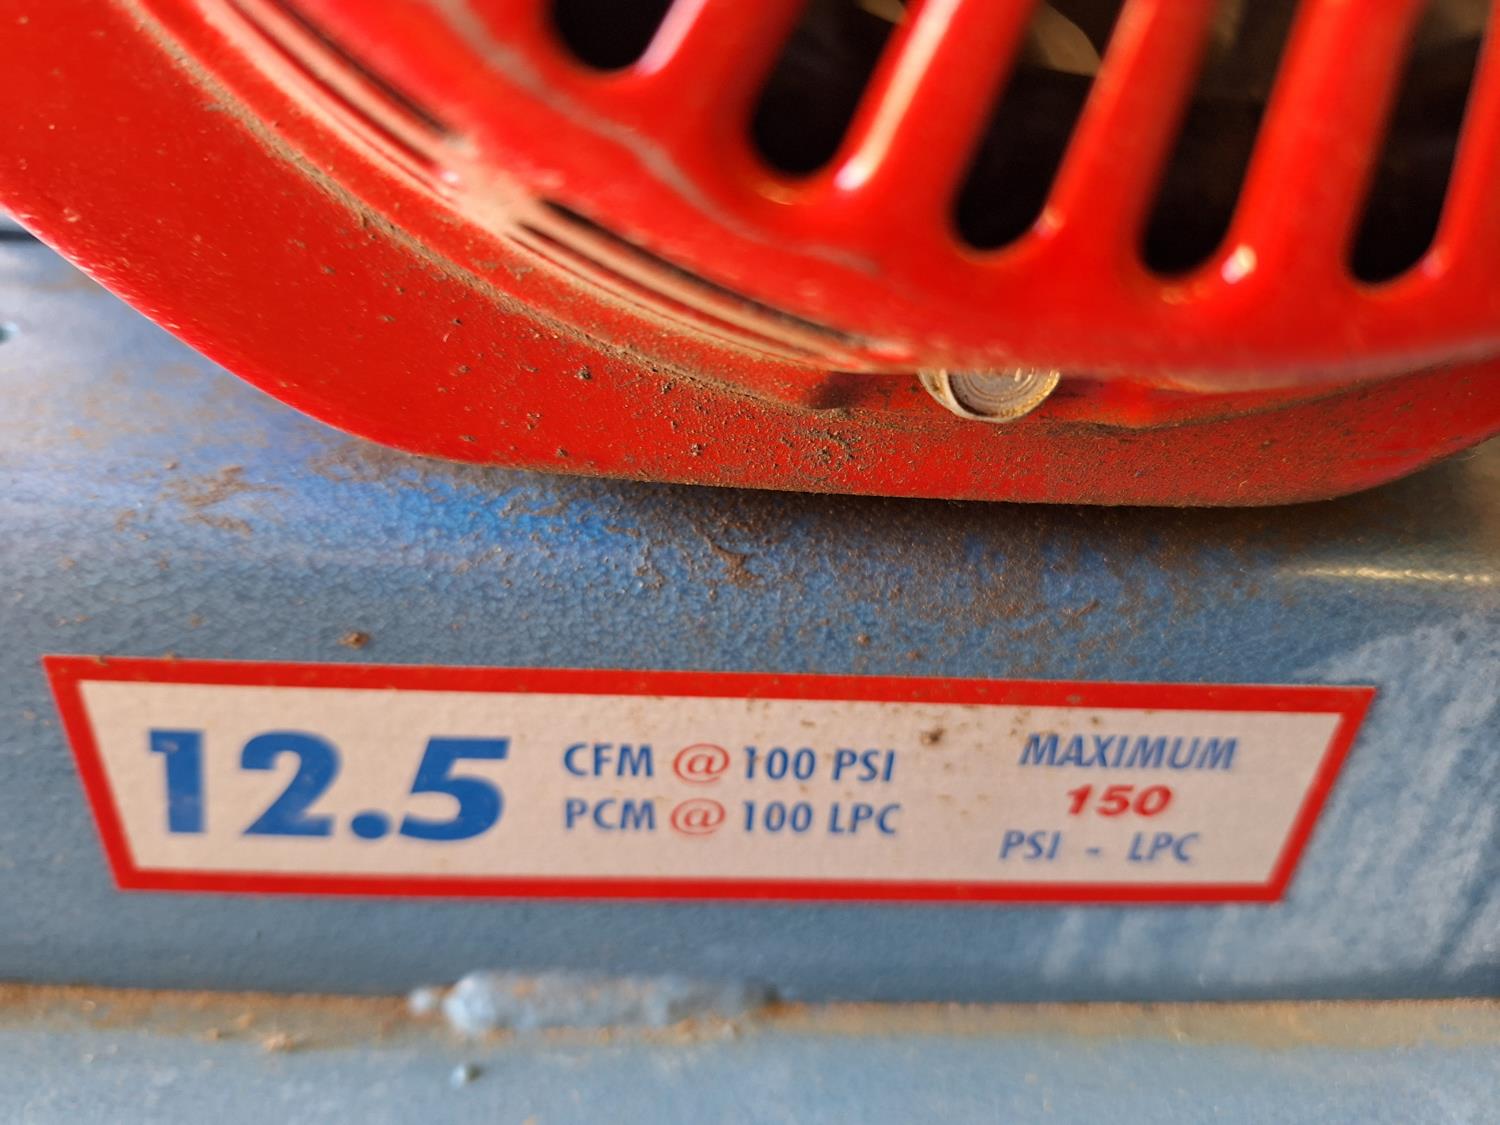 12.5 CFM @ 100 PSI
PCM @ 100 LPC
MAXIMUM
150
PSI - LPC